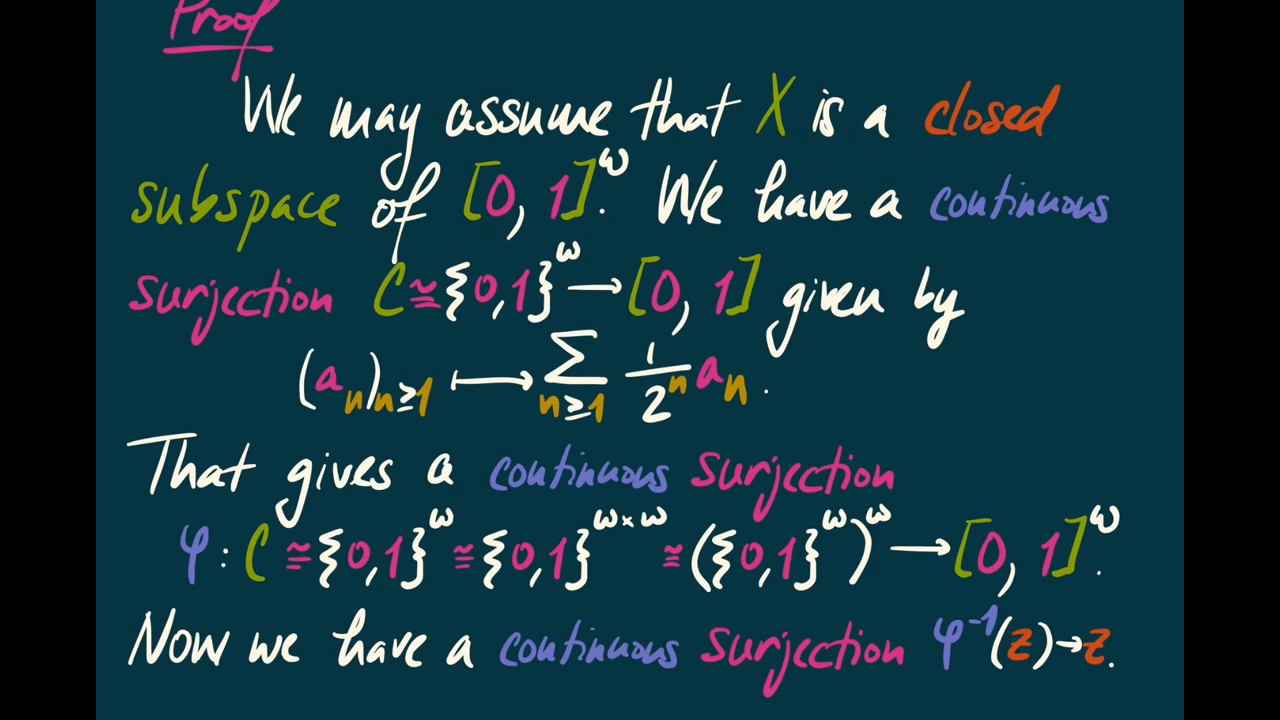 Proof
We may assume that X is a closed
subspace of [0, 1]^ω. We have a continuous
surjection C ≅ {0,1}^ω → [0, 1] given by
(a_n)_{n≥1} ⟼ ∑_{n≥1} 1/2^n a_n.
That gives a continuous surjection
φ : C ≅ {0,1}^ω ≅ {0,1}^{ω×ω} ≅ ({0,1}^ω)^ω → [0, 1]^ω.
Now we have a continuous surjection φ^{-1}(z) → z.